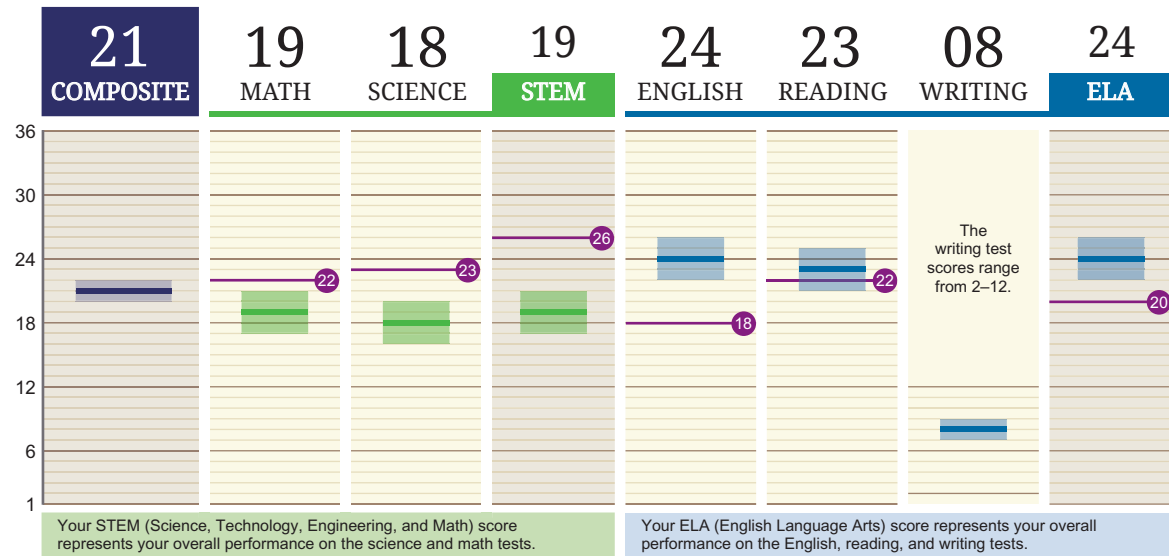 21 19 18 19 24 23 08 24
COMPOSITE MATH SCIENCE STEM ENGLISH READING WRITING ELA
36
30
26
The
writing test
scores range
from 2–12.
24
23
22
22
20
18
18
12
6
1
Your STEM (Science, Technology, Engineering, and Math) score
represents your overall performance on the science and math tests.
Your ELA (English Language Arts) score represents your overall
performance on the English, reading, and writing tests.